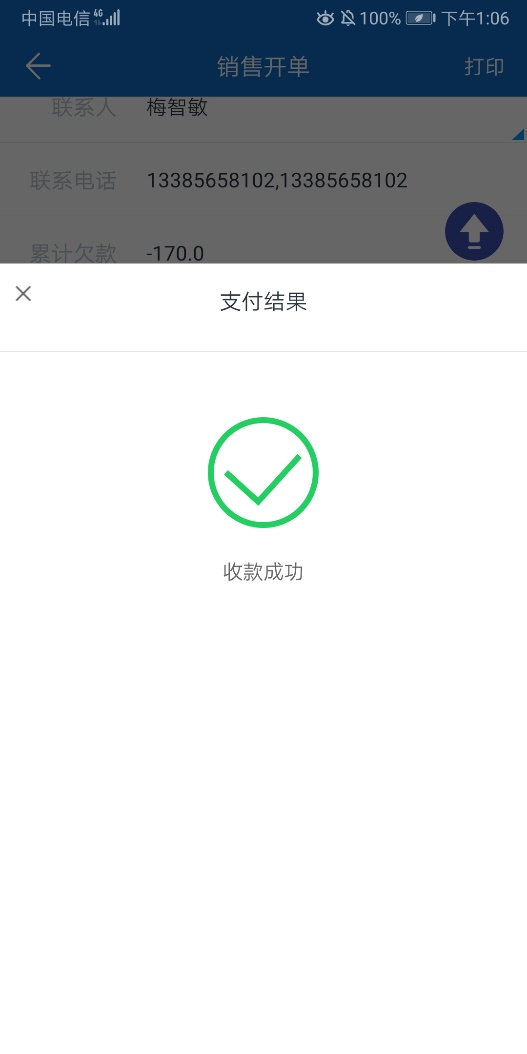 中国电信 4G 100% 下午1:06
销售开单 打印
联系人 梅智敏
联系电话 13385658102,13385658102
累计欠款 -170.0
支付结果
收款成功